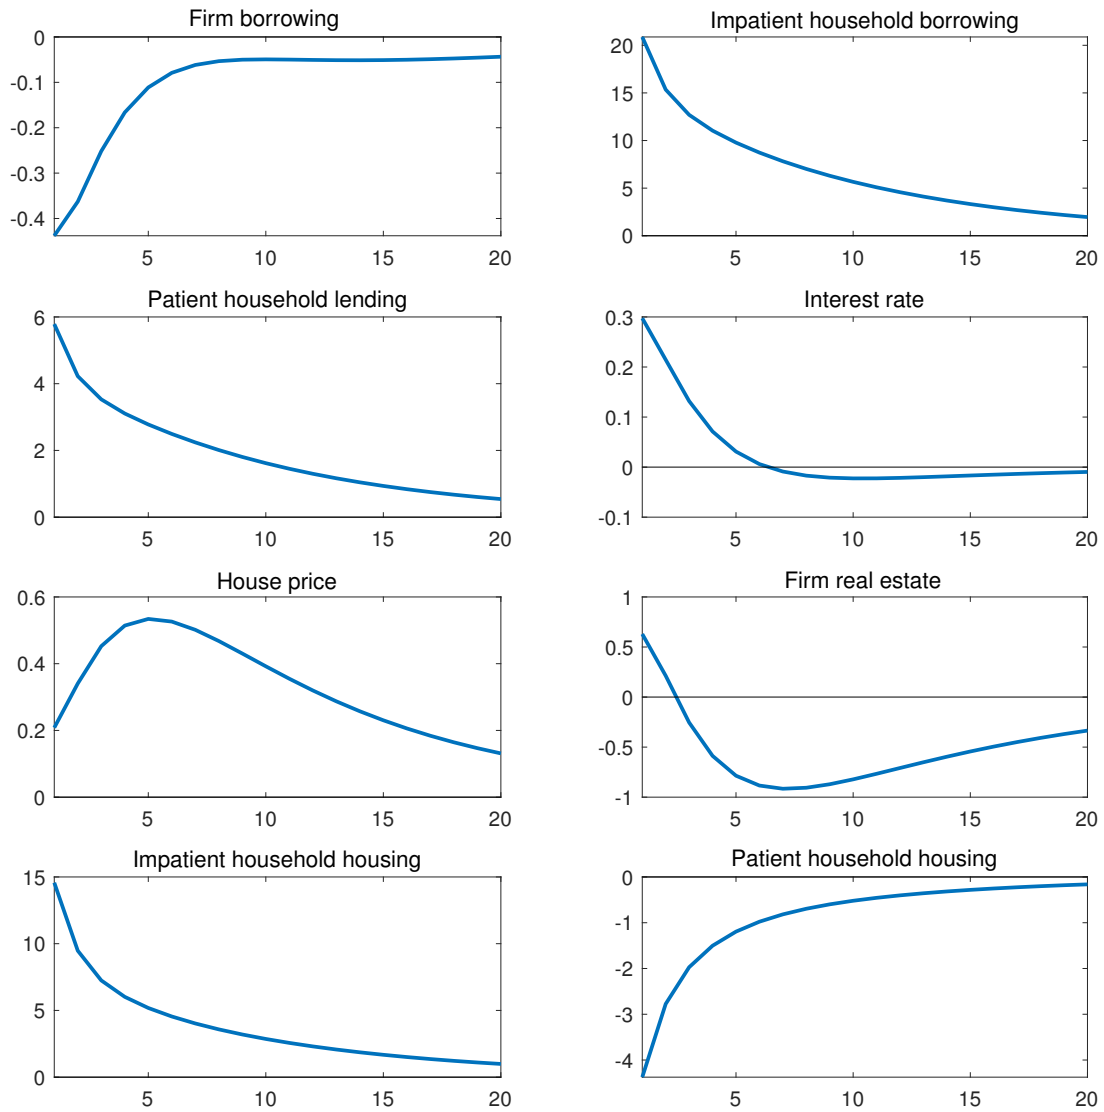 Firm borrowing
0
-0.1
-0.2
-0.3
-0.4
5 10 15 20
Impatient household borrowing
20
15
10
5
0
5 10 15 20
Patient household lending
6
4
2
0
5 10 15 20
Interest rate
0.3
0.2
0.1
0
-0.1
5 10 15 20
House price
0.6
0.4
0.2
0
5 10 15 20
Firm real estate
1
0.5
0
-0.5
-1
5 10 15 20
Impatient household housing
15
10
5
0
5 10 15 20
Patient household housing
0
-1
-2
-3
-4
5 10 15 20